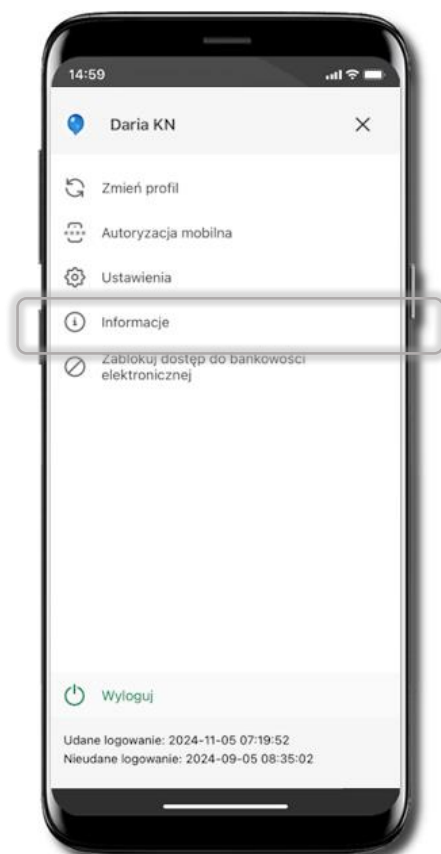 14:59
Daria KN
Zmień profil
Autoryzacja mobilna
Ustawienia
Informacje
Zablokuj dostęp do bankowości
elektronicznej
Wyloguj
Udane logowanie: 2024-11-05 07:19:52
Nieudane logowanie: 2024-09-05 08:35:02